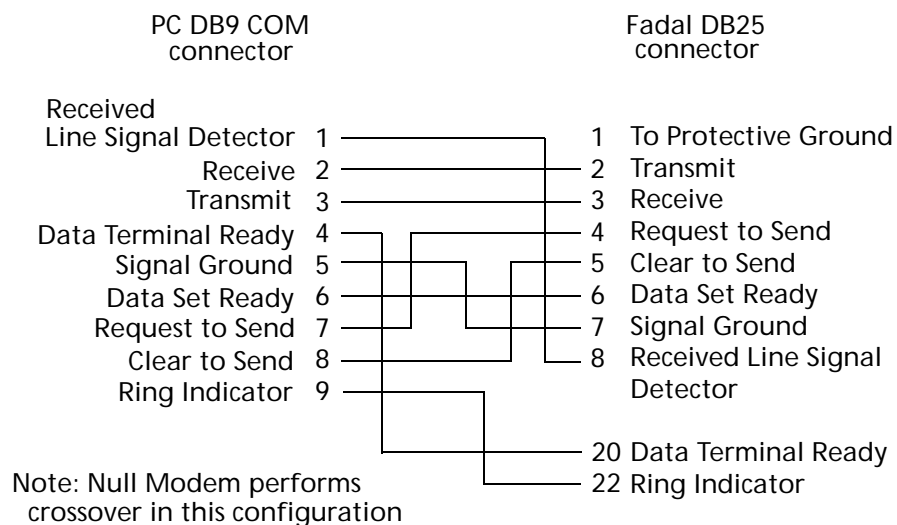 PC DB9 COM
connector
Fadal DB25
connector
Received
Line Signal Detector 1
1 To Protective Ground
Receive 2
2 Transmit
Transmit 3
3 Receive
Data Terminal Ready 4
4 Request to Send
Signal Ground 5
5 Clear to Send
Data Set Ready 6
6 Data Set Ready
Request to Send 7
7 Signal Ground
Clear to Send 8
8 Received Line Signal
Detector
Ring Indicator 9
20 Data Terminal Ready
22 Ring Indicator
Note: Null Modem performs
crossover in this configuration